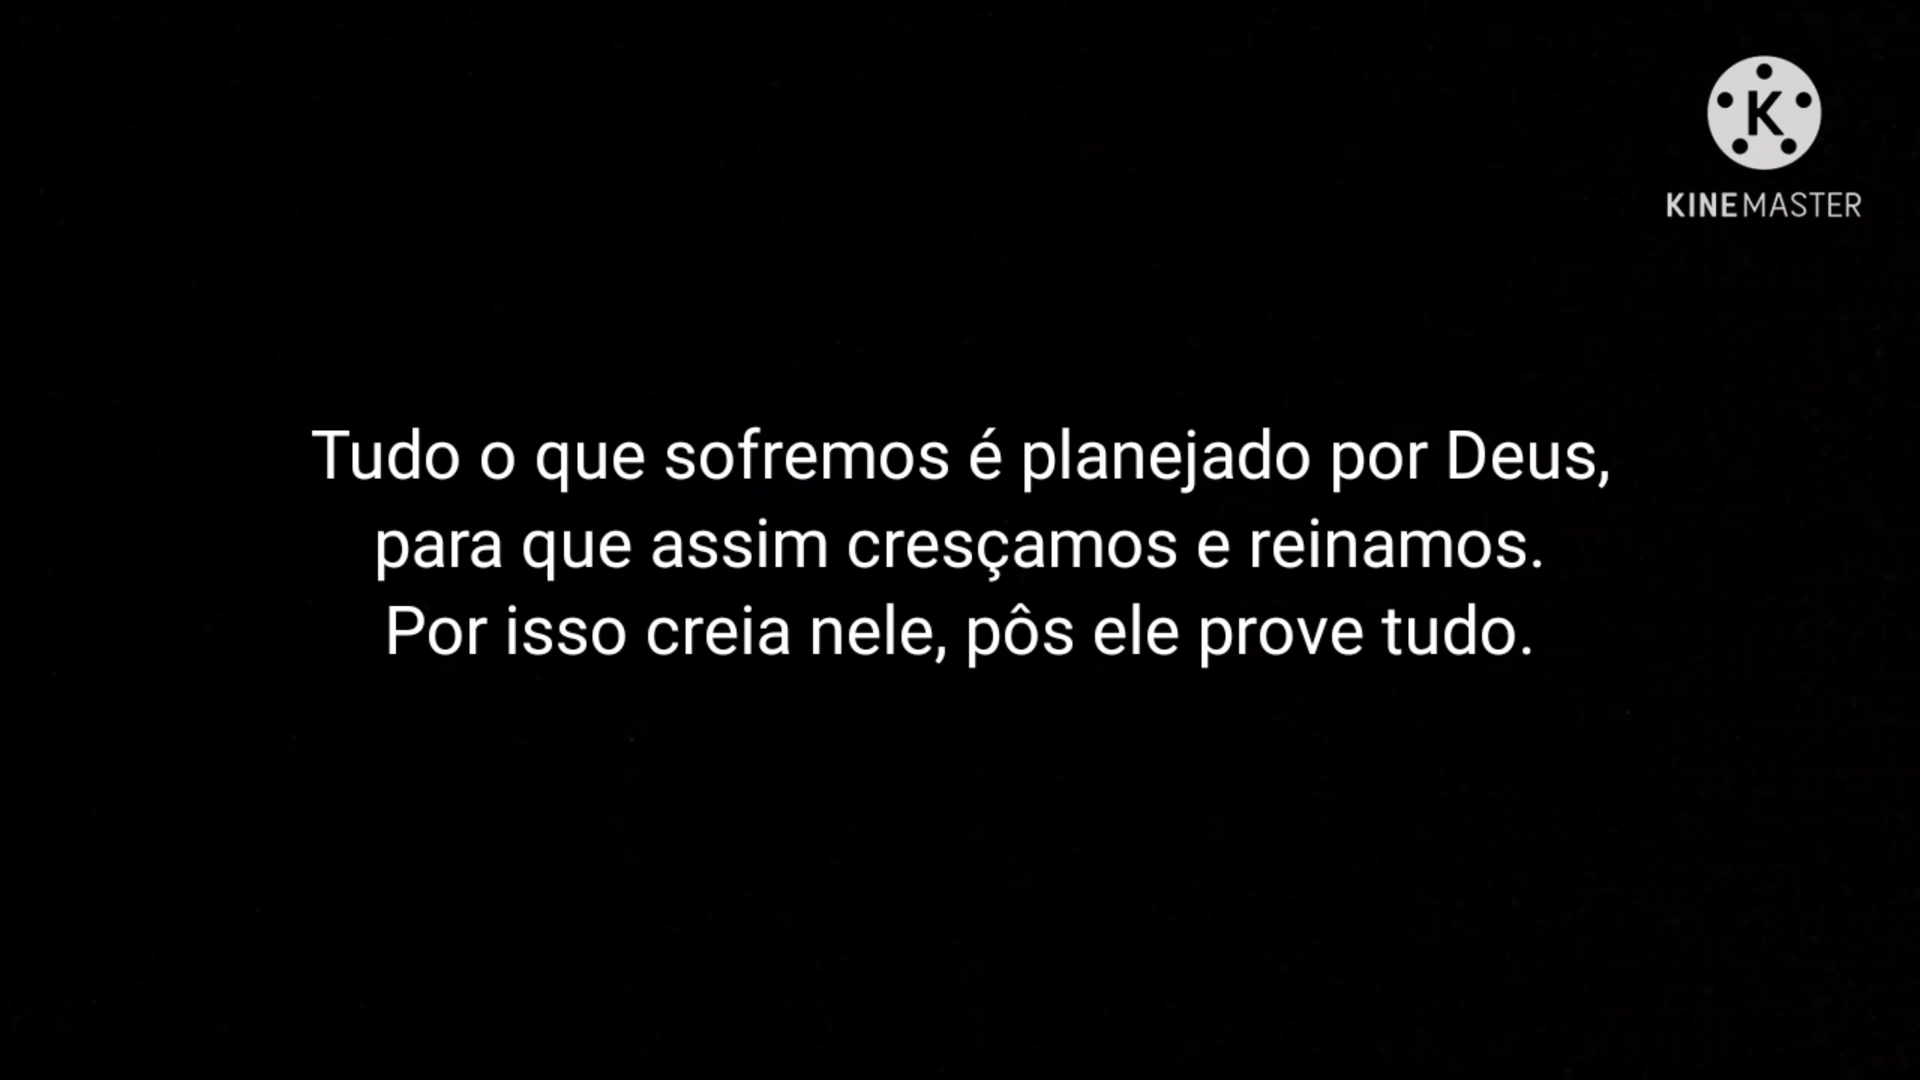 K
KINEMASTER
Tudo o que sofremos é planejado por Deus,
para que assim cresçamos e reinamos.
Por isso creia nele, pôs ele prove tudo.